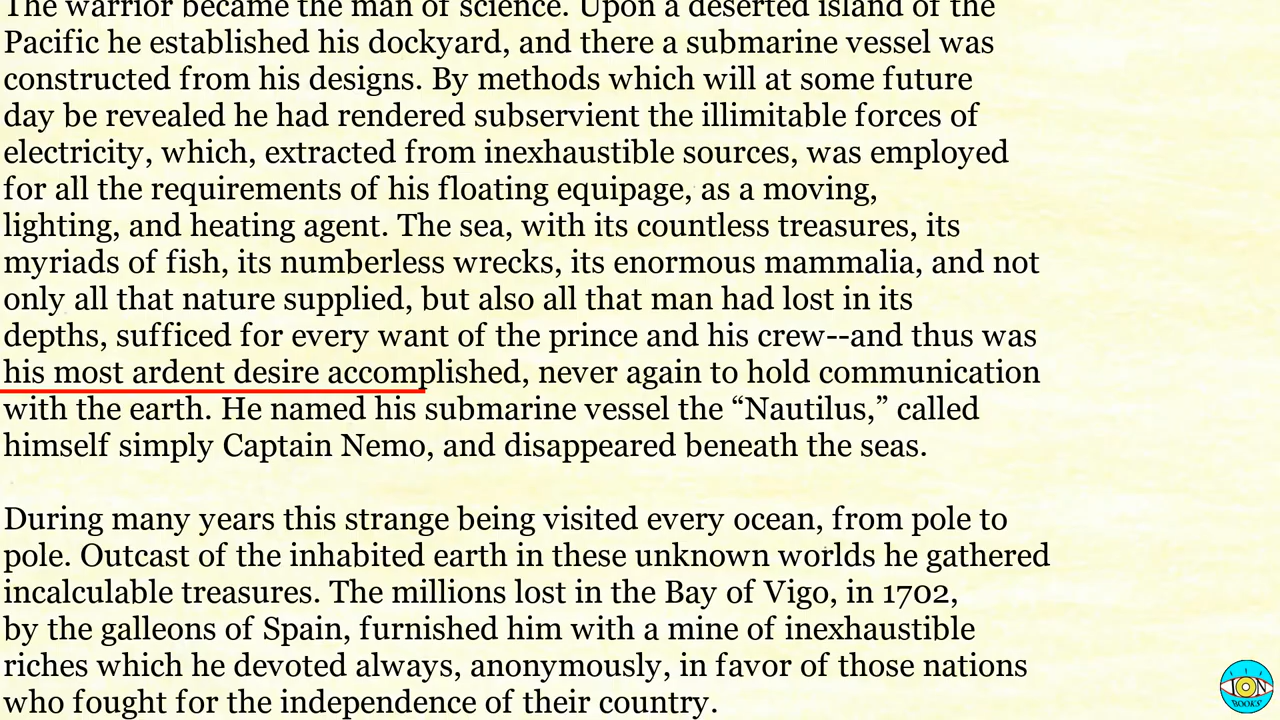 The warrior became the man of science. Upon a deserted island of the
Pacific he established his dockyard, and there a submarine vessel was
constructed from his designs. By methods which will at some future
day be revealed he had rendered subservient the illimitable forces of
electricity, which, extracted from inexhaustible sources, was employed
for all the requirements of his floating equipage, as a moving,
lighting, and heating agent. The sea, with its countless treasures, its
myriads of fish, its numberless wrecks, its enormous mammalia, and not
only all that nature supplied, but also all that man had lost in its
depths, sufficed for every want of the prince and his crew--and thus was
his most ardent desire accomplished, never again to hold communication
with the earth. He named his submarine vessel the “Nautilus,” called
himself simply Captain Nemo, and disappeared beneath the seas.
During many years this strange being visited every ocean, from pole to
pole. Outcast of the inhabited earth in these unknown worlds he gathered
incalculable treasures. The millions lost in the Bay of Vigo, in 1702,
by the galleons of Spain, furnished him with a mine of inexhaustible
riches which he devoted always, anonymously, in favor of those nations
who fought for the independence of their country.
ION
BOOKS